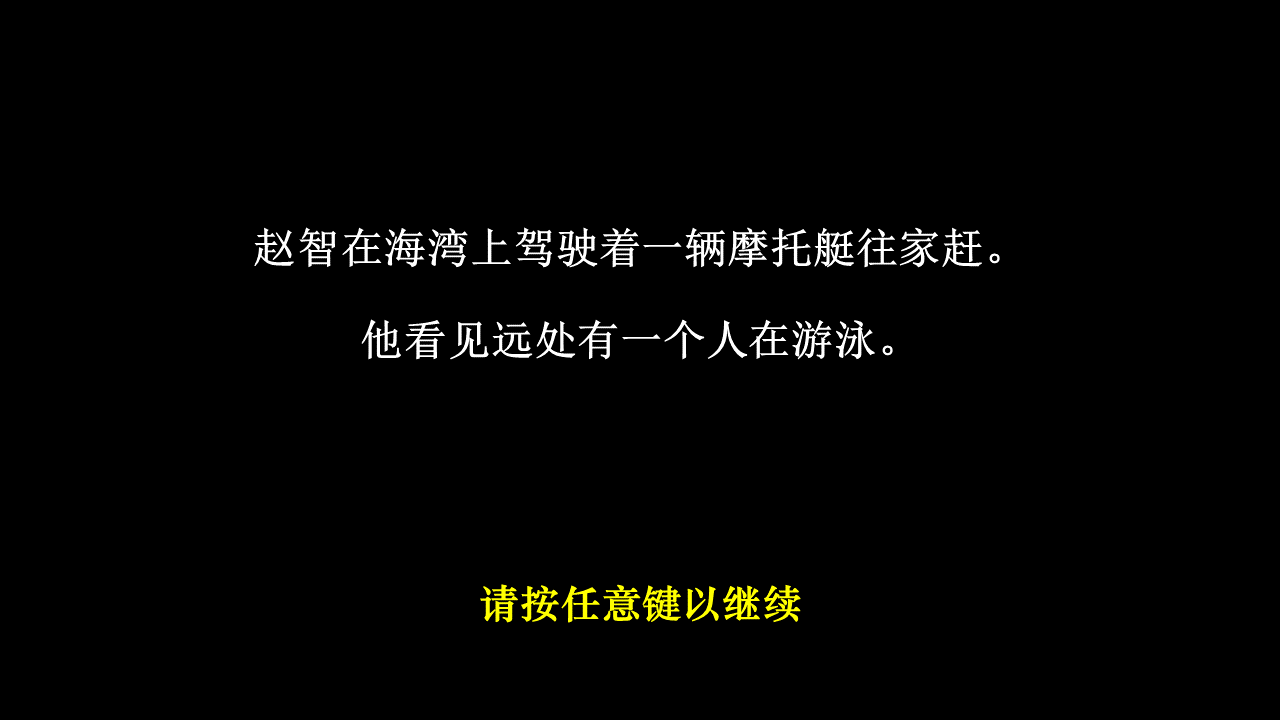 赵智在海湾上驾驶着一辆摩托艇往家赶。
他看见远处有一个人在游泳。
请按任意键以继续